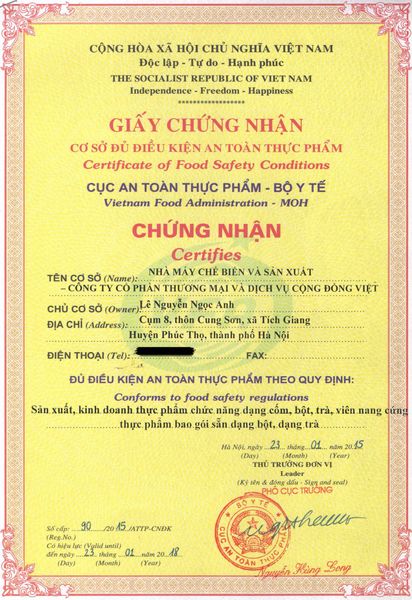 CỘNG HÒA XÃ HỘI CHỦ NGHĨA VIỆT NAM
Độc lập - Tự do - Hạnh phúc
THE SOCIALIST REPUBLIC OF VIET NAM
Independence - Freedom - Happiness
******************
GIẤY CHỨNG NHẬN
CƠ SỞ ĐỦ ĐIỀU KIỆN AN TOÀN THỰC PHẨM
Certificate of Food Safety Conditions
CỤC AN TOÀN THỰC PHẨM - BỘ Y TẾ
Vietnam Food Administration - MOH
CHỨNG NHẬN
Certifies
TÊN CƠ SỞ (Name): NHÀ MÁY CHẾ BIẾN VÀ SẢN XUẤT
– CÔNG TY CỔ PHẦN THƯƠNG MẠI VÀ DỊCH VỤ CỘNG ĐỒNG VIỆT
CHỦ CƠ SỞ (Owner): Lê Nguyễn Ngọc Anh
ĐỊA CHỈ (Address): Cụm 8, thôn Cung Sơn, xã Tích Giang
Huyện Phúc Thọ, thành phố Hà Nội
ĐIỆN THOẠI (Tel): FAX:
ĐỦ ĐIỀU KIỆN AN TOÀN THỰC PHẨM THEO QUY ĐỊNH:
Conforms to food safety regulations
Sản xuất, kinh doanh thực phẩm chức năng dạng cốm, bột, trà, viên nang cứng
thực phẩm bao gói sẵn dạng bột, dạng trà
Hà Nội, ngày 23 tháng 01 năm 2015
(Day) (Month) (Year)
THỦ TRƯỞNG ĐƠN VỊ
Leader
(Ký tên & đóng dấu - Sign and seal)
PHÓ CỤC TRƯỞNG
BỘ Y TẾ
CỤC AN TOÀN THỰC PHẨM
Nguyễn Hùng Long
Số cấp: 90 /2015/ATTP-CNĐK
(Reg.No.)
Có hiệu lực (Valid until)
đến ngày 23 tháng 01 năm 2018
(Day) (Month) (Year)